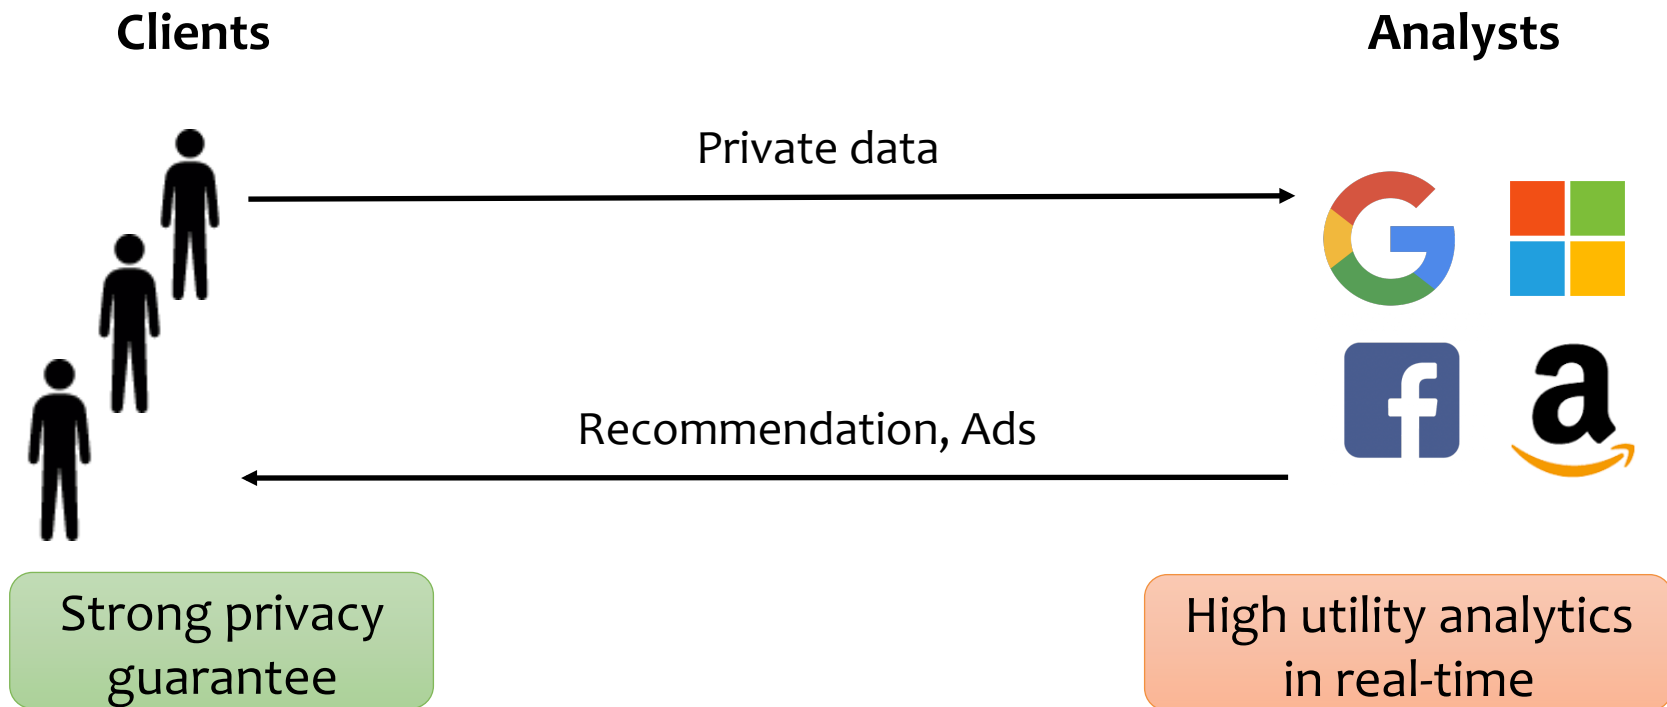 Clients
Analysts
Private data
Recommendation, Ads
Strong privacy
guarantee
High utility analytics
in real-time